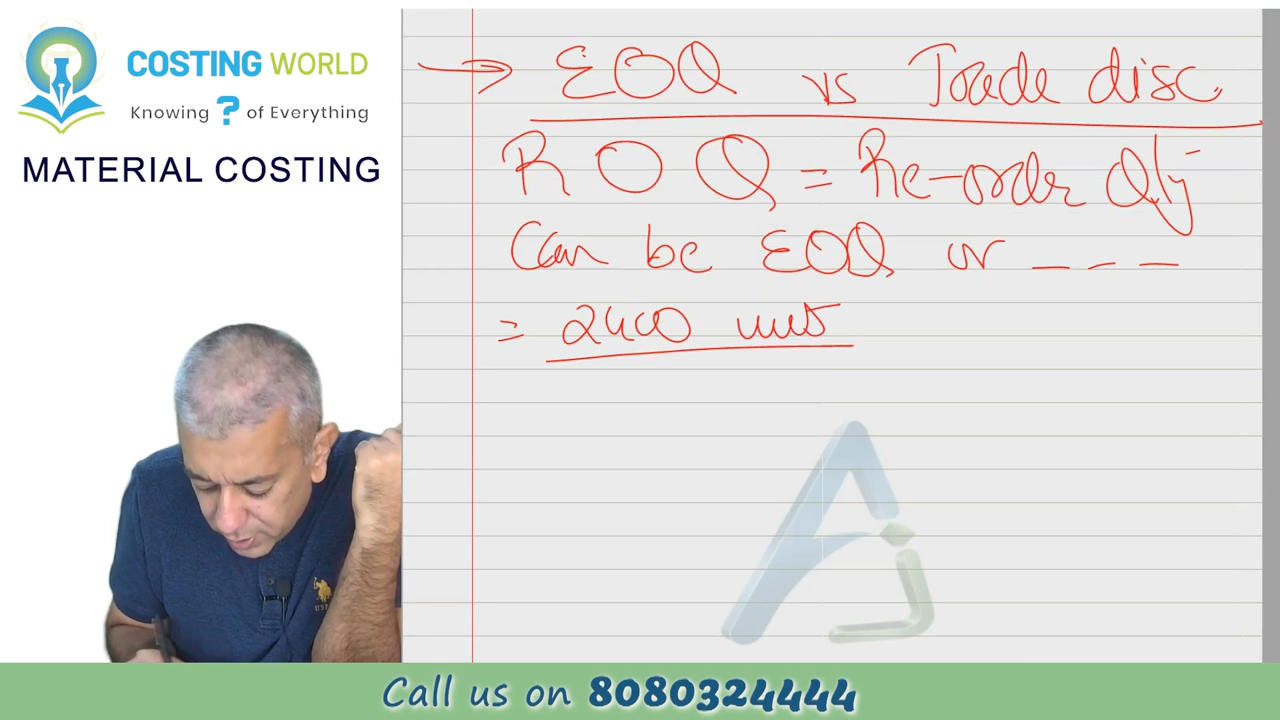 COSTING WORLD
Knowing ? of Everything
MATERIAL COSTING
→ EOQ vs Trade disc.
R O Q = Re-order Qty
Can be EOQ or _ _ _
= 2400 units
Call us on 8080324444